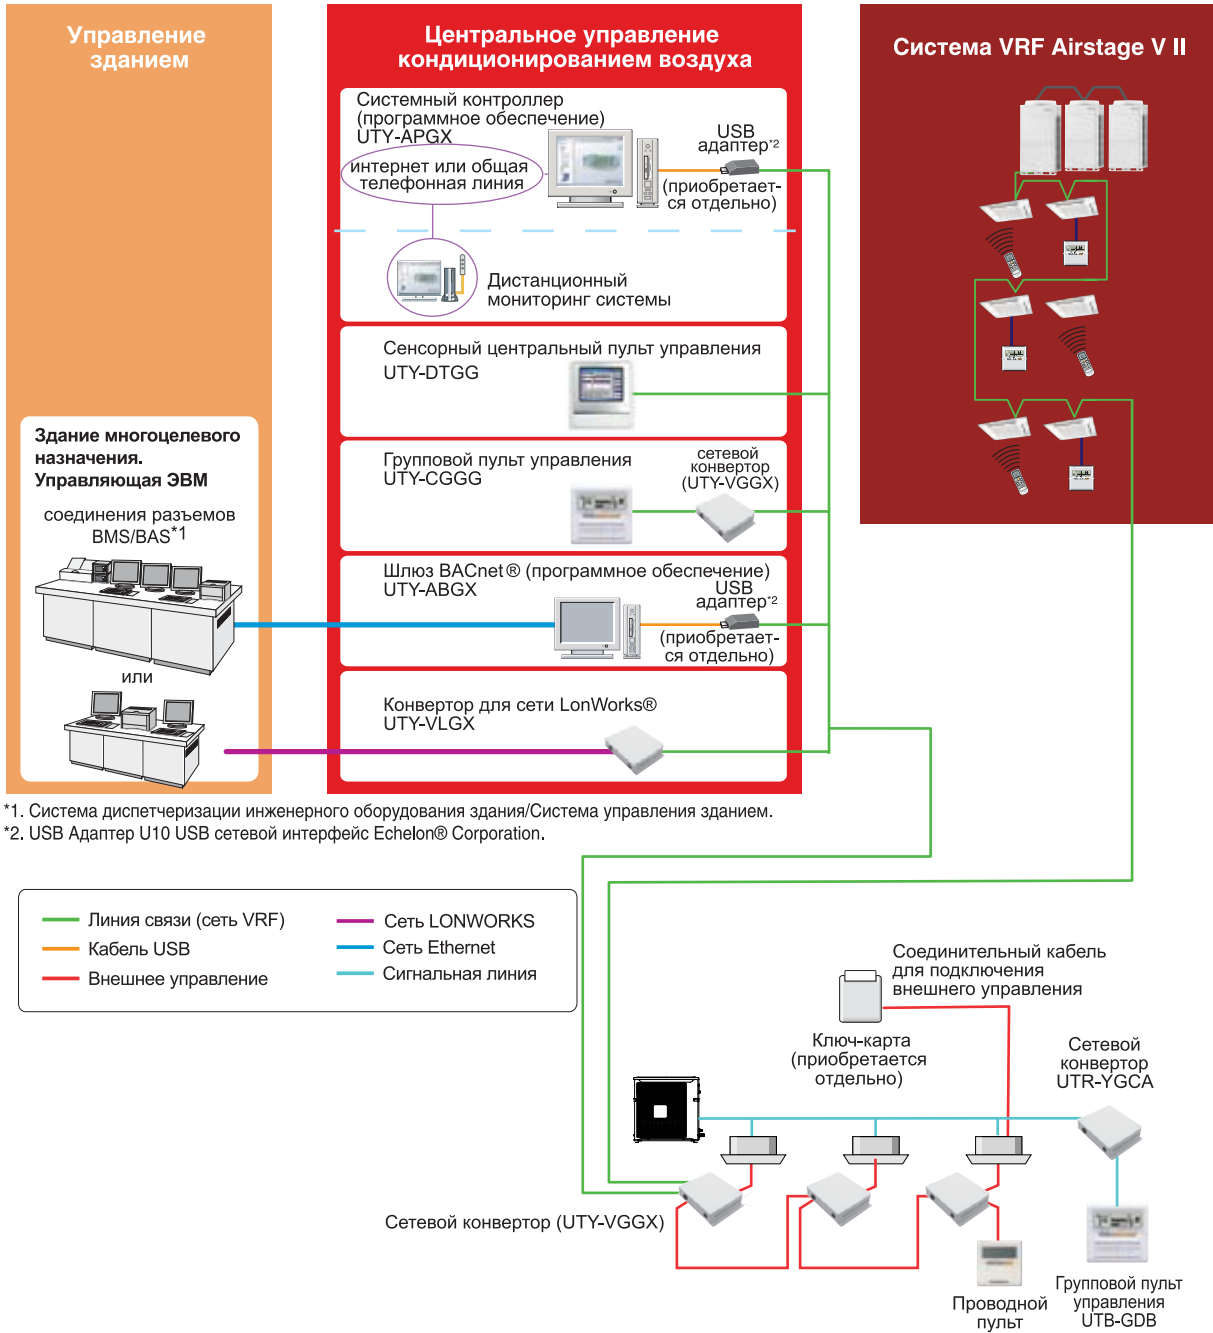 Управление
зданием
Центральное управление
кондиционированием воздуха
Система VRF Airstage V II
Системный контроллер
(программное обеспечение)
UTY-APGX
интернет или общая
телефонная линия
USB
адаптер*2
(приобретает-
ся отдельно)
Дистанционный
мониторинг системы
Сенсорный центральный пульт управления
UTY-DTGG
Групповой пульт управления
UTY-CGGG
сетевой
конвертор
(UTY-VGGX)
Шлюз BACnet® (программное обеспечение)
UTY-ABGX
USB
адаптер*2
(приобретает-
ся отдельно)
Конвертор для сети LonWorks®
UTY-VLGX
Здание многоцелевого
назначения.
Управляющая ЭВМ
соединения разъемов
BMS/BAS*1
или
*1. Система диспетчеризации инженерного оборудования здания/Система управления зданием.
*2. USB Адаптер U10 USB сетевой интерфейс Echelon® Corporation.
Линия связи (сеть VRF)
Кабель USB
Внешнее управление
Сеть LONWORKS
Сеть Ethernet
Сигнальная линия
Соединительный кабель
для подключения
внешнего управления
Ключ-карта
(приобретается
отдельно)
Сетевой
конвертор
UTR-YGCA
Сетевой конвертор (UTY-VGGX)
Проводной
пульт
Групповой пульт
управления
UTB-GDB